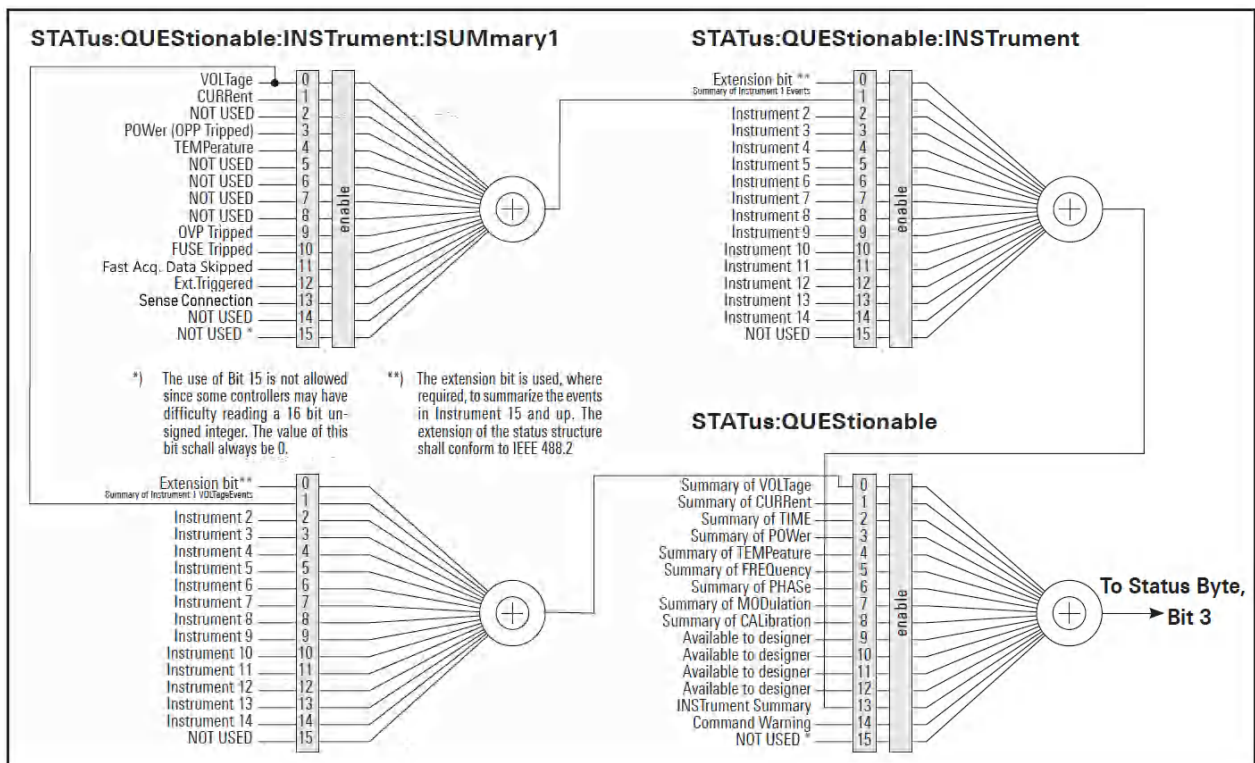 STATus:QUEStionable:INSTrument:ISUMmary1
VOLTage 0
CURRent 1
NOT USED 2
POWer (OPP Tripped) 3
TEMPerature 4
NOT USED 5
NOT USED 6
NOT USED 7
NOT USED 8
OVP Tripped 9
FUSE Tripped 10
Fast Acq. Data Skipped 11
Ext.Triggered 12
Sense Connection 13
NOT USED 14
NOT USED * 15
enable
STATus:QUEStionable:INSTrument
Extension bit ** 0
Summary of Instrument 1 Events 1
Instrument 2 2
Instrument 3 3
Instrument 4 4
Instrument 5 5
Instrument 6 6
Instrument 7 7
Instrument 8 8
Instrument 9 9
Instrument 10 10
Instrument 11 11
Instrument 12 12
Instrument 13 13
Instrument 14 14
NOT USED 15
enable
*) The use of Bit 15 is not allowed
since some controllers may have
difficulty reading a 16 bit un-
signed integer. The value of this
bit schall always be 0.
**) The extension bit is used, where
required, to summarize the events
in Instrument 15 and up. The
extension of the status structure
shall conform to IEEE 488.2
Extension bit** 0
Summary of Instrument 1 VOLTageEvents 1
Instrument 2 2
Instrument 3 3
Instrument 4 4
Instrument 5 5
Instrument 6 6
Instrument 7 7
Instrument 8 8
Instrument 9 9
Instrument 10 10
Instrument 11 11
Instrument 12 12
Instrument 13 13
Instrument 14 14
NOT USED 15
STATus:QUEStionable
Summary of VOLTage 0
Summary of CURRent 1
Summary of TIME 2
Summary of POWer 3
Summary of TEMPeature 4
Summary of FREQuency 5
Summary of PHASe 6
Summary of MODulation 7
Summary of CALibration 8
Available to designer 9
Available to designer 10
Available to designer 11
Available to designer 12
INSTrument Summary 13
Command Warning 14
NOT USED * 15
enable
To Status Byte,
Bit 3